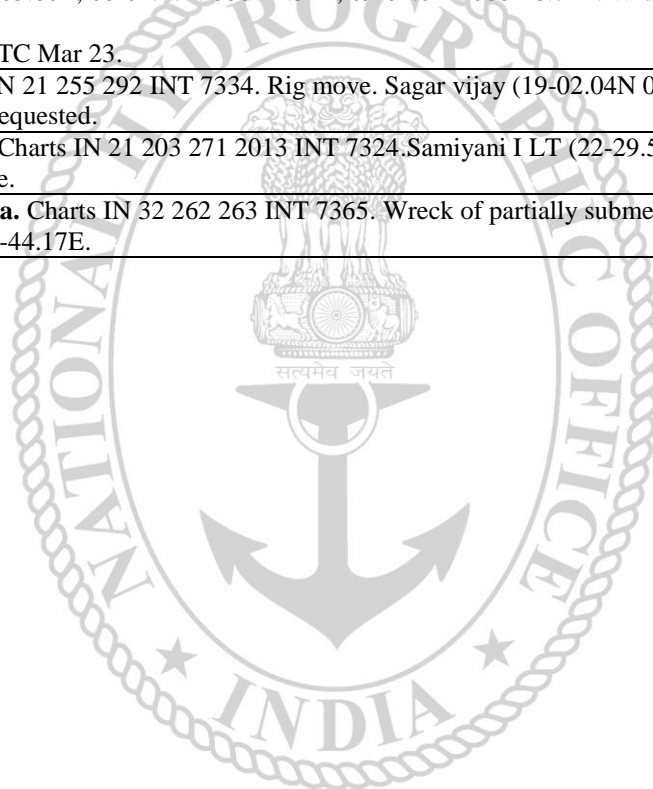 TC Mar 23.
N 21 255 292 INT 7334. Rig move. Sagar vijay (19-02.04N 0
equested.
Charts IN 21 203 271 2013 INT 7324.Samiyani I LT (22-29.5
e.
a. Charts IN 32 262 263 INT 7365. Wreck of partially subme
-44.17E.
NATIONAL HYDROGRAPHIC OFFICE
सत्यमेव जयते
INDIA